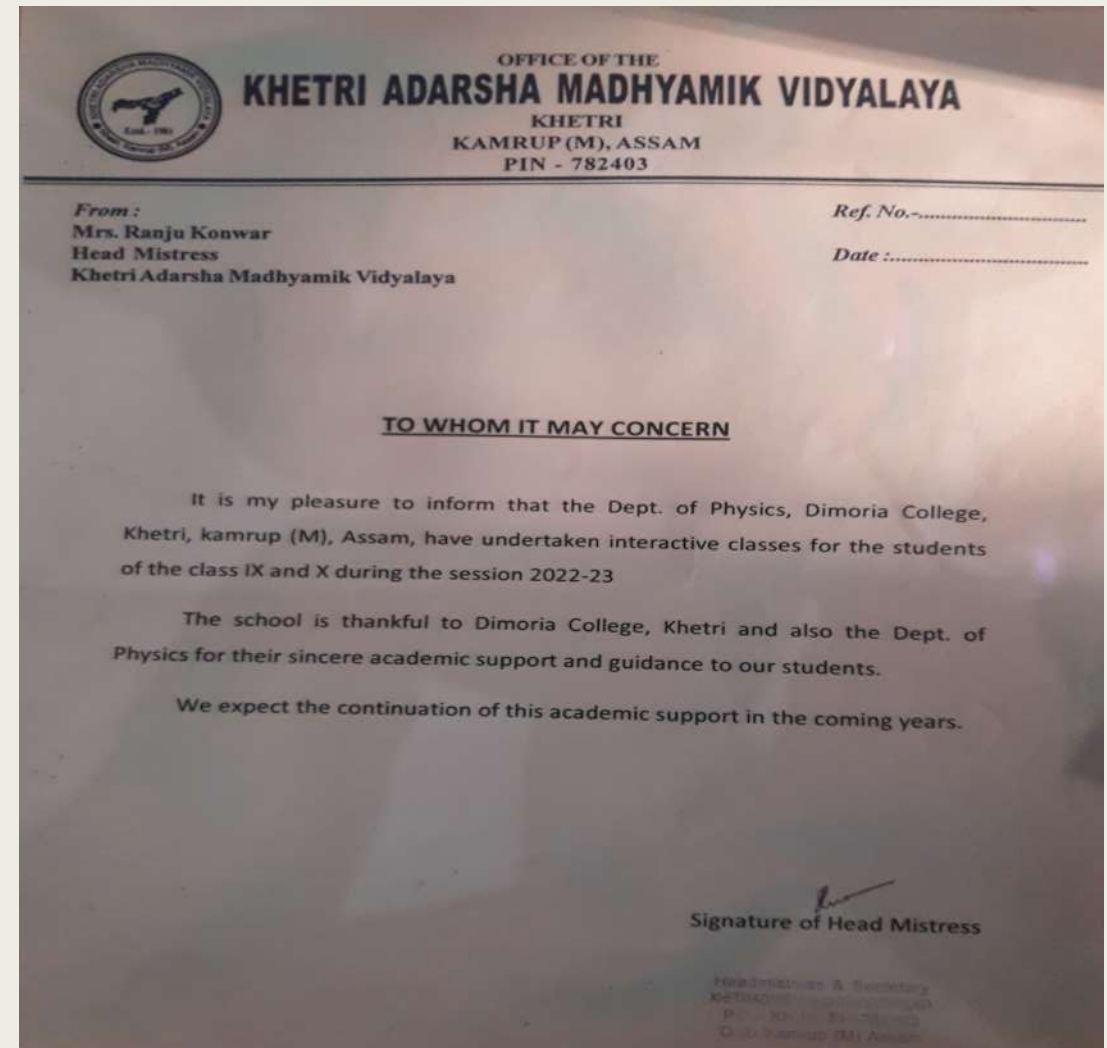 OFFICE OF THE
KHETRI ADARSHA MADHYAMIK VIDYALAYA
KHETRI
KAMRUP (M), ASSAM
PIN - 782403
From :
Mrs. Ranju Konwar
Head Mistress
Khetri Adarsha Madhyamik Vidyalaya
Ref. No.-................................
Date :.....................................
TO WHOM IT MAY CONCERN
It is my pleasure to inform that the Dept. of Physics, Dimoria College,
Khetri, kamrup (M), Assam, have undertaken interactive classes for the students
of the class IX and X during the session 2022-23
The school is thankful to Dimoria College, Khetri and also the Dept. of
Physics for their sincere academic support and guidance to our students.
We expect the continuation of this academic support in the coming years.
Signature of Head Mistress
& Secretary
Kamrup (M) Assam